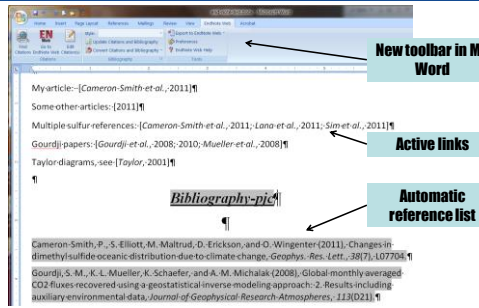 Home Insert Page Layout References Mailings Review View EndNote Web Acrobat
Find Citations
Go to EndNote Web
Edit Citation(s)
Style:
Update Citations and Bibliography
Convert Citations and Bibliography
Export to EndNote Web
Preferences
EndNote Web Help
Citations
Bibliography
Tools
New toolbar in M
Word
My·article:··[Cameron-Smith·et·al.,·2011]¶
Some·other·articles:·[2011]¶
Multiple·sulfur·references:·[Cameron-Smith·et·al.,·2011;·Lana·et·al.,·2011;·Sim·et·al.,·2011]¶
Active links
Gourdji·papers:·[Gourdji·et·al.,·2008;·2010;·Mueller·et·al.,·2008]¶
Taylor·diagrams,·see·[Taylor,·2001]¶
¶
Bibliography-pjc¶
¶
Automatic
reference list
Cameron-Smith,·P.,·S.·Elliott,·M.·Maltrud,·D.·Erickson,·and·O.·Wingenter·(2011),·Changes·in·
dimethyl·sulfide·oceanic·distribution·due·to·climate·change,·Geophys.·Res.·Lett.,·38(7),·L07704.¶
Gourdji,·S.·M.,·K.·L.·Mueller,·K.·Schaefer,·and·A.·M.·Michalak·(2008),·Global·monthly·averaged·
CO2·fluxes·recovered·using·a·geostatistical·inverse·modeling·approach:·2.·Results·including·
auxiliary·environmental·data,·Journal·of·Geophysical·Research-Atmospheres,·113(D21).¶